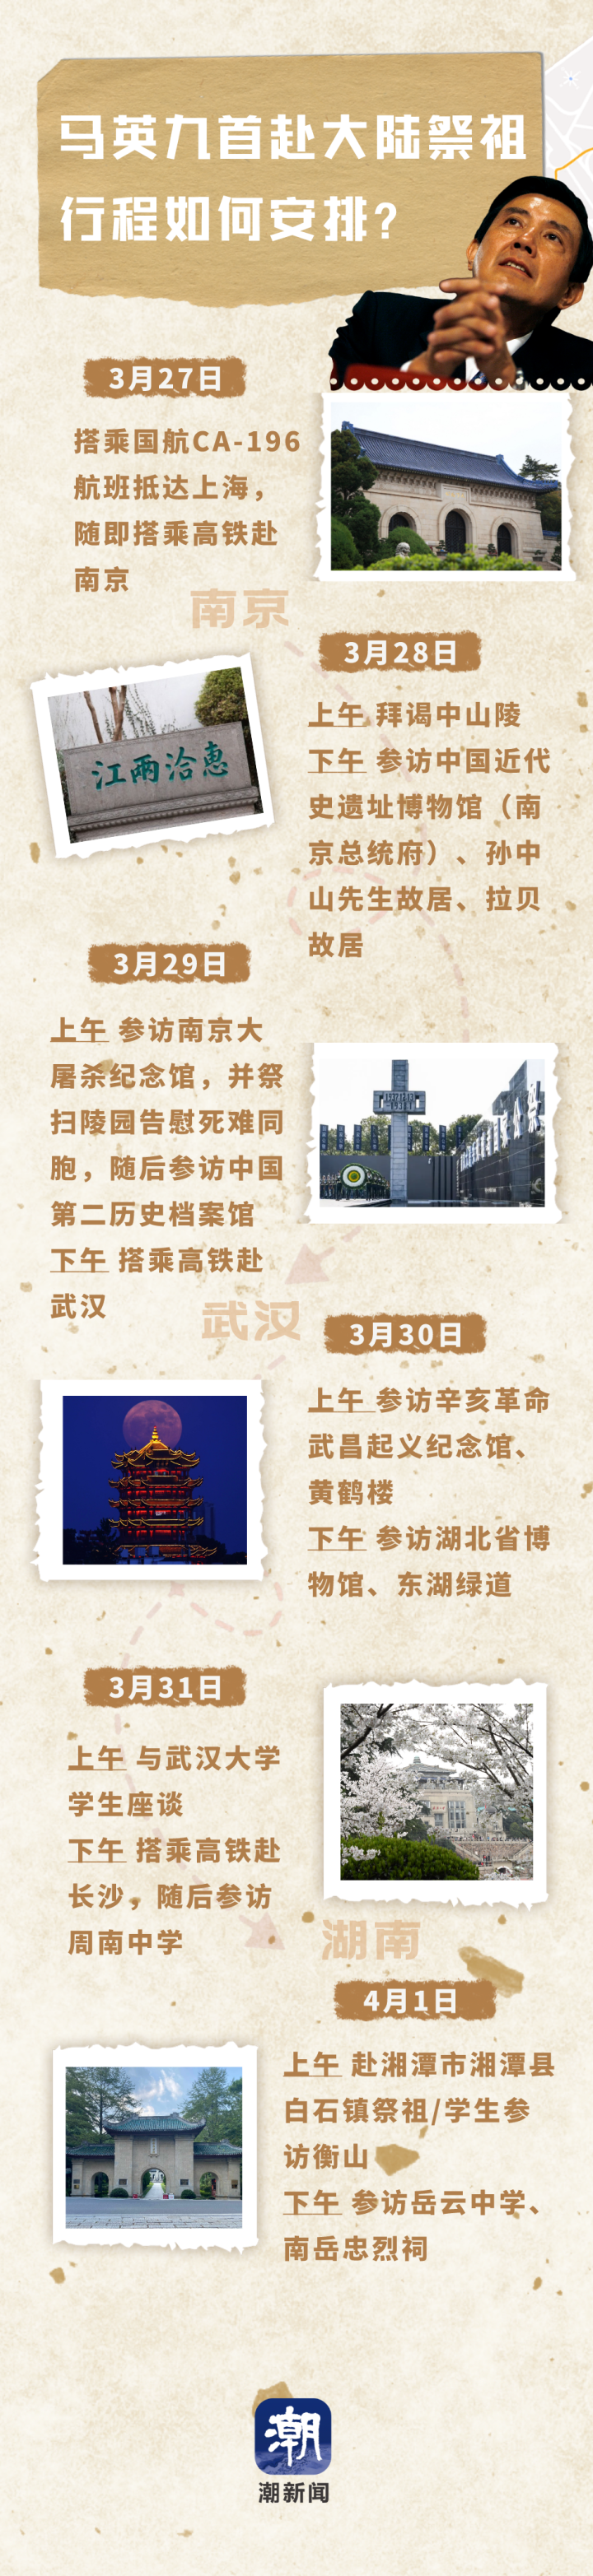 马英九首赴大陆祭祖
行程如何安排？
3月27日
搭乘国航CA-196
航班抵达上海，
随即搭乘高铁赴
南京
南京
3月28日
江两洽惠
上午 拜谒中山陵
下午 参访中国近代
史遗址博物馆（南
京总统府）、孙中
山先生故居、拉贝
故居
3月29日
上午 参访南京大
屠杀纪念馆，并祭
扫陵园告慰死难同
胞，随后参访中国
第二历史档案馆
下午 搭乘高铁赴
武汉
武汉
3月30日
上午 参访辛亥革命
武昌起义纪念馆、
黄鹤楼
下午 参访湖北省博
物馆、东湖绿道
3月31日
上午 与武汉大学
学生座谈
下午 搭乘高铁赴
长沙，随后参访
周南中学
湖南
4月1日
上午 赴湘潭市湘潭县
白石镇祭祖/学生参
访衡山
下午 参访岳云中学、
南岳忠烈祠
潮
潮新闻